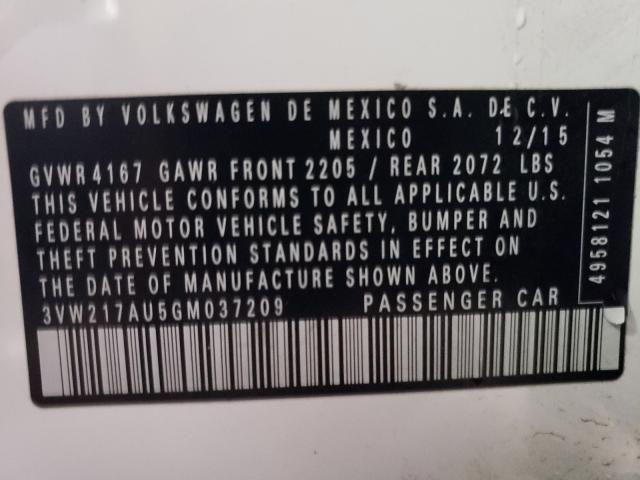 MFD BY VOLKSWAGEN DE MEXICO S.A. DE C.V.
MEXICO 12/15
GVWR 4167 GAWR FRONT 2205 / REAR 2072 LBS
THIS VEHICLE CONFORMS TO ALL APPLICABLE U.S.
FEDERAL MOTOR VEHICLE SAFETY, BUMPER AND
THEFT PREVENTION STANDARDS IN EFFECT ON
THE DATE OF MANUFACTURE SHOWN ABOVE.
3VW217AU5GM037209 PASSENGER CAR
4958121 1054 M